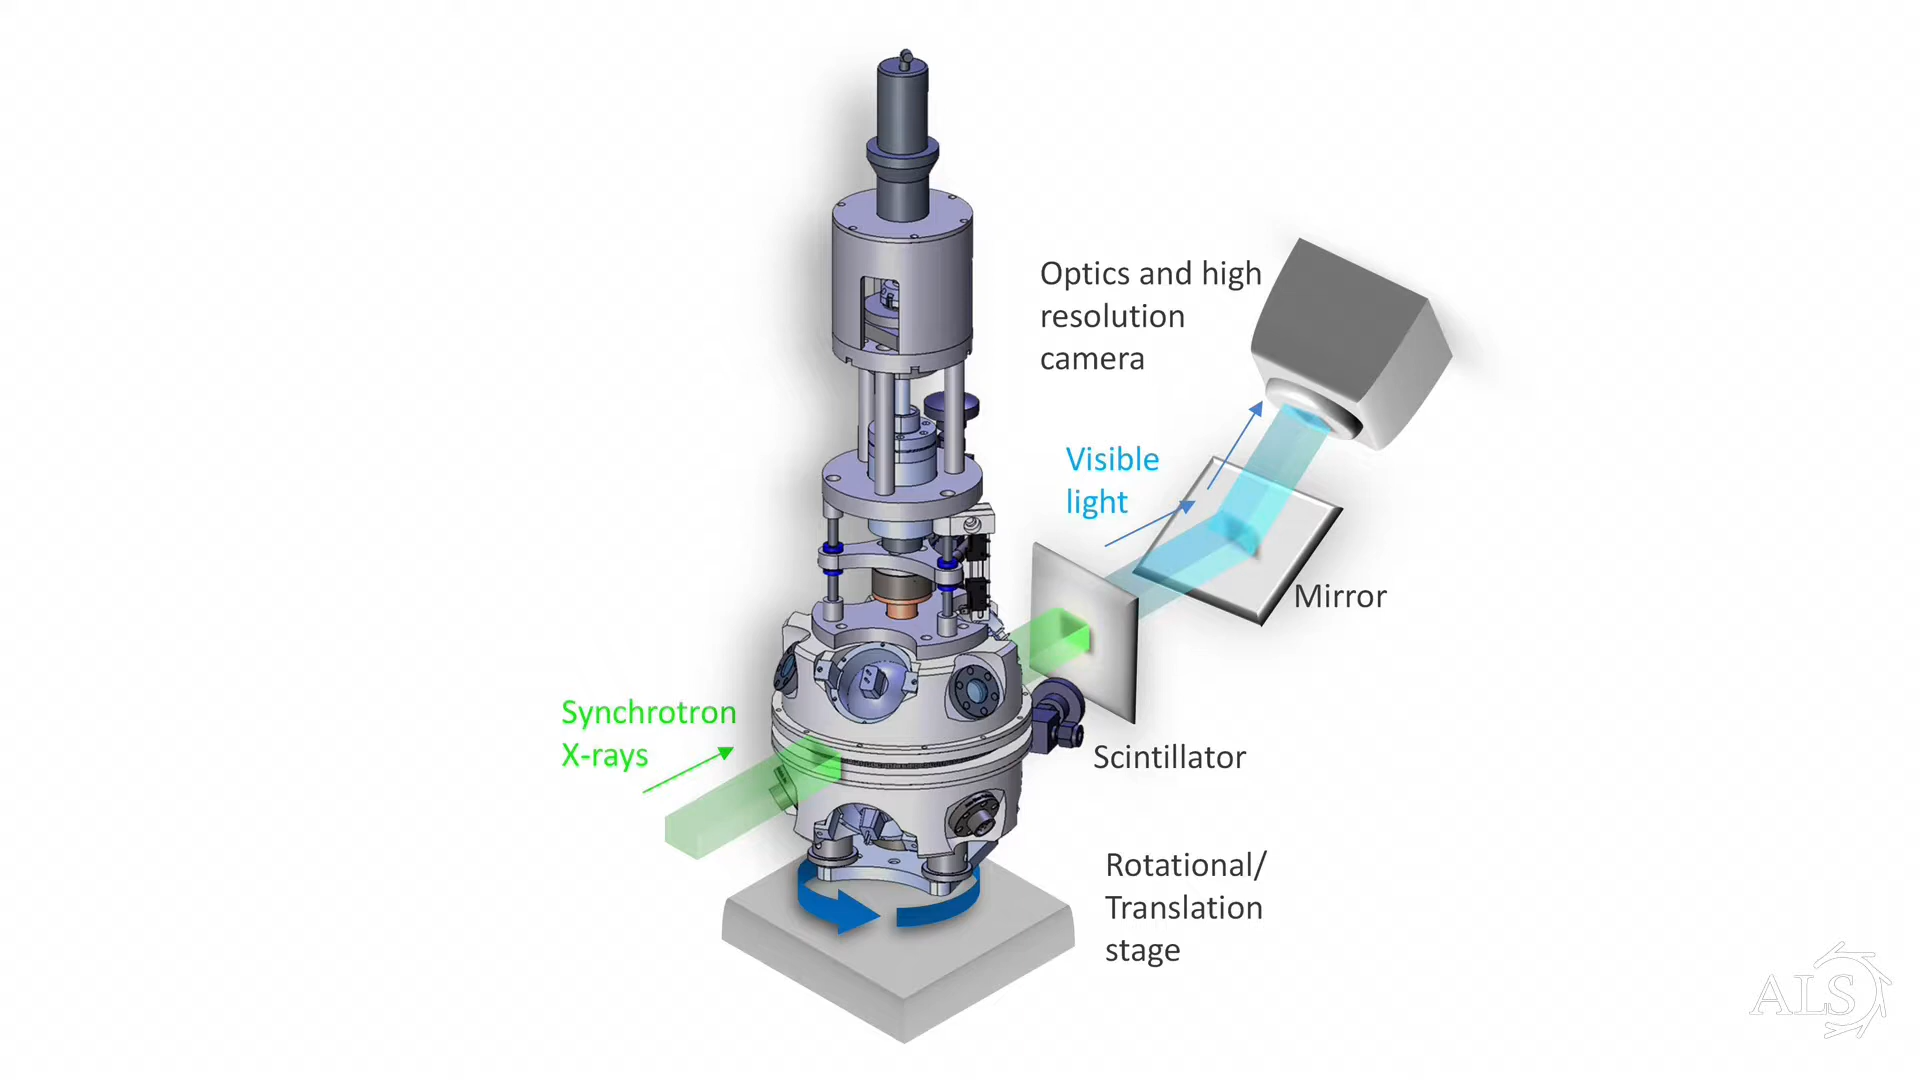 Optics and high
resolution
camera
Visible
light
Mirror
Synchrotron
X-rays
Scintillator
Rotational/
Translation
stage
ALS